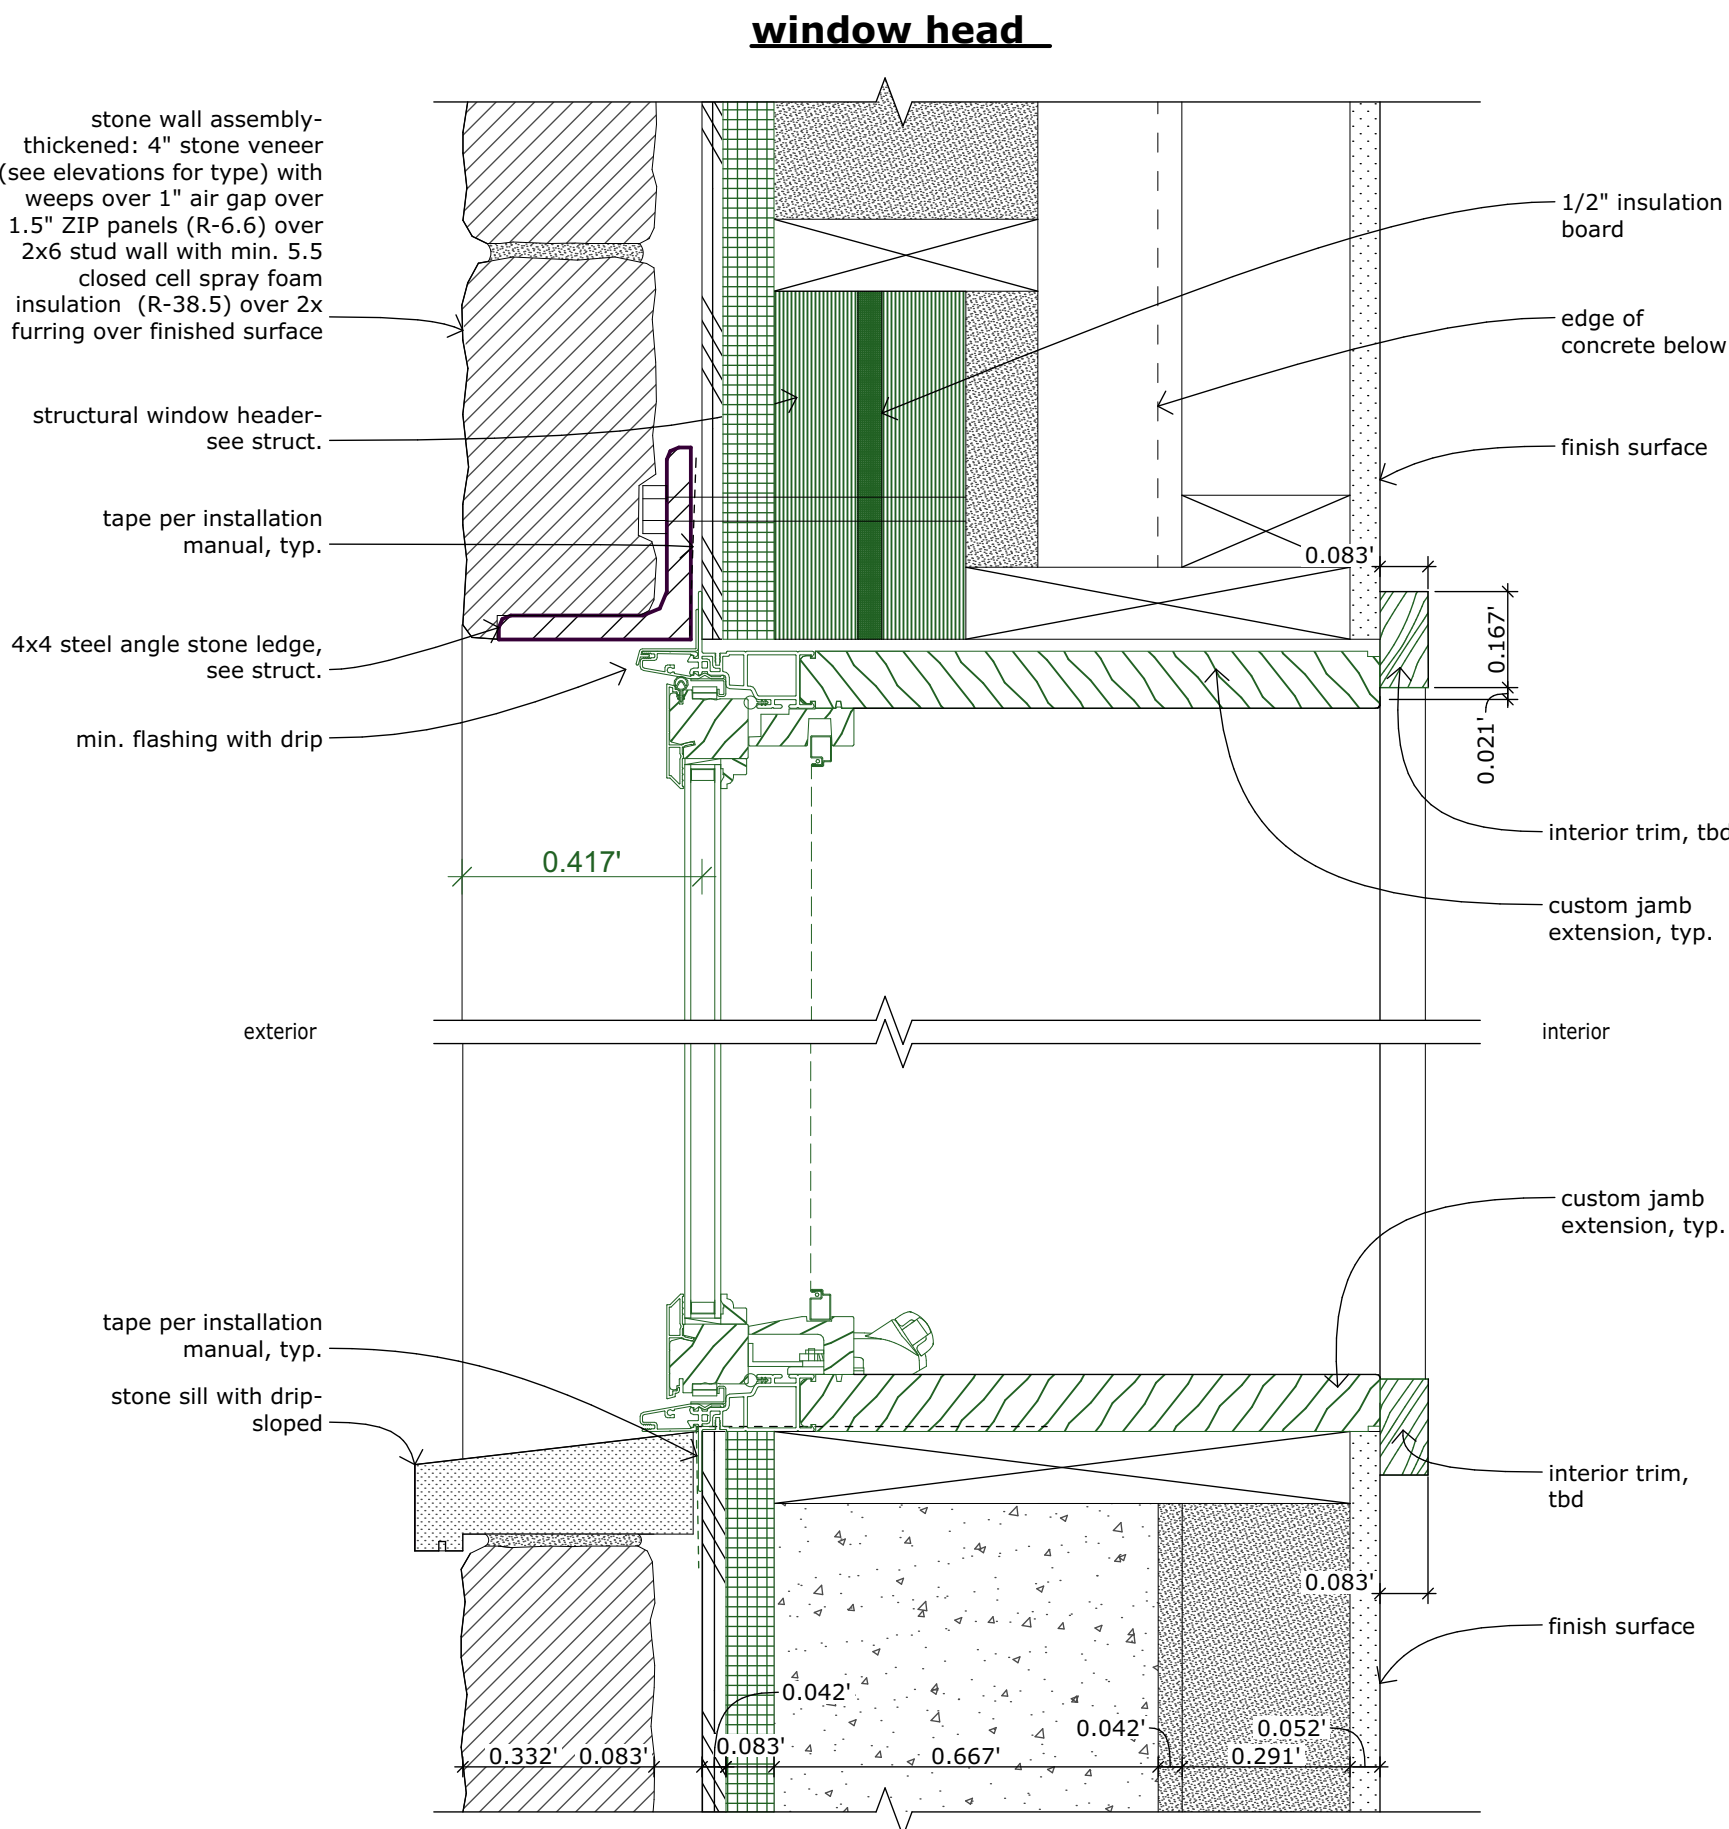 window head
stone wall assembly-
thickened: 4" stone veneer
(see elevations for type) with
weeps over 1" air gap over
1.5" ZIP panels (R-6.6) over
2x6 stud wall with min. 5.5
closed cell spray foam
insulation  (R-38.5) over 2x
furring over finished surface
structural window header-
see struct.
tape per installation
manual, typ.
4x4 steel angle stone ledge,
see struct.
min. flashing with drip
1/2" insulation
board
edge of
concrete below
finish surface
0.083'
0.167'
0.021'
interior trim, tbd
custom jamb
extension, typ.
0.417'
exterior
interior
custom jamb
extension, typ.
tape per installation
manual, typ.
stone sill with drip-
sloped
interior trim,
tbd
0.083'
finish surface
0.042'
0.042'
0.052'
0.332'
0.083'
0.083'
0.667'
0.291'